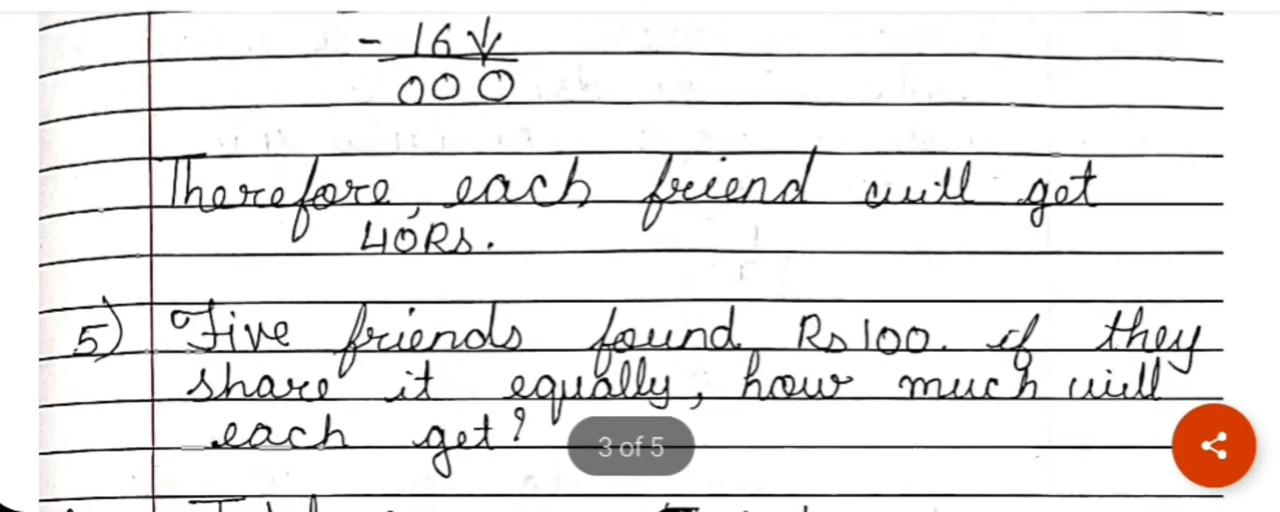 - 16↓
000
Therefore, each friend will get
40Rs.
5) Five friends found Rs100. if they
share it equally, how much will
each get?
3 of 5